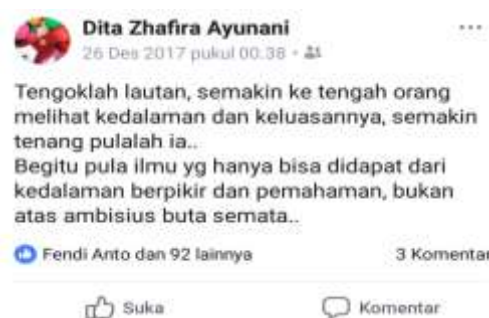 Dita Zhafira Ayunani
26 Des 2017 pukul 00.38
Tengoklah lautan, semakin ke tengah orang
melihat kedalaman dan keluasannya, semakin
tenang pulalah ia..
Begitu pula ilmu yg hanya bisa didapat dari
kedalaman berpikir dan pemahaman, bukan
atas ambisius buta semata..
Fendi Anto dan 92 lainnya 3 Komentar
Suka Komentar